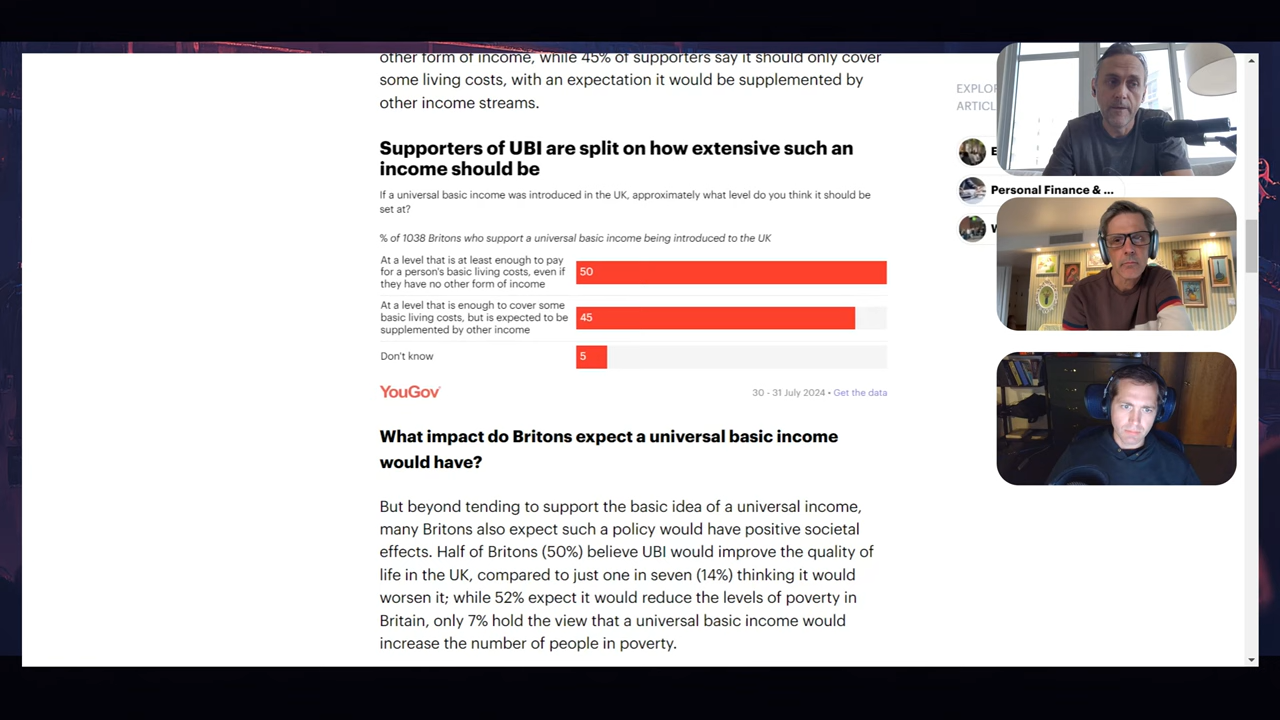 other form of income, while 45% of supporters say it should only cover
some living costs, with an expectation it would be supplemented by
other income streams.
EXPLOR
ARTIC
Supporters of UBI are split on how extensive such an
income should be
If a universal basic income was introduced in the UK, approximately what level do you think it should be
set at?
% of 1038 Britons who support a universal basic income being introduced to the UK
At a level that is at least enough to pay
for a person's basic living costs, even if
they have no other form of income
50
At a level that is enough to cover some
basic living costs, but is expected to be
supplemented by other income
45
Don't know
5
YouGov
30 - 31 July 2024 • Get the data
Personal Finance & ...
What impact do Britons expect a universal basic income
would have?
But beyond tending to support the basic idea of a universal income,
many Britons also expect such a policy would have positive societal
effects. Half of Britons (50%) believe UBI would improve the quality of
life in the UK, compared to just one in seven (14%) thinking it would
worsen it; while 52% expect it would reduce the levels of poverty in
Britain, only 7% hold the view that a universal basic income would
increase the number of people in poverty.